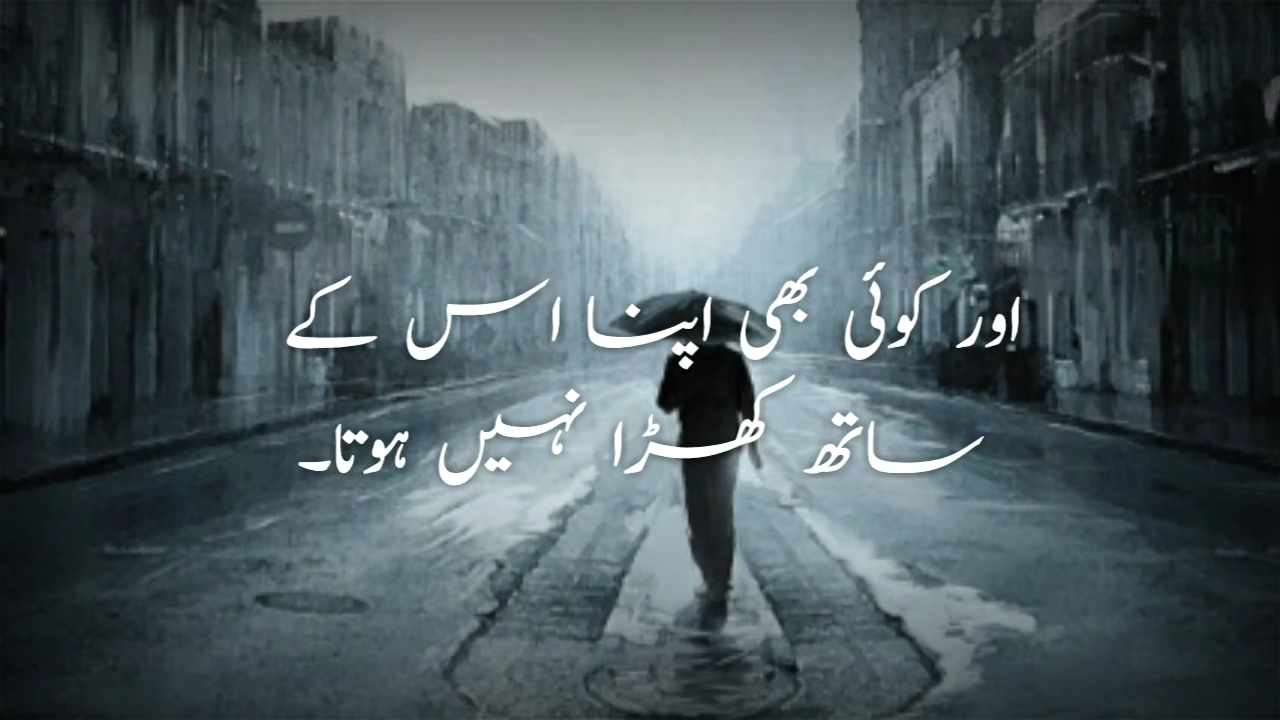 اور کوئی بھی اپنا اس کے
ساتھ کھڑا نہیں ہوتا۔